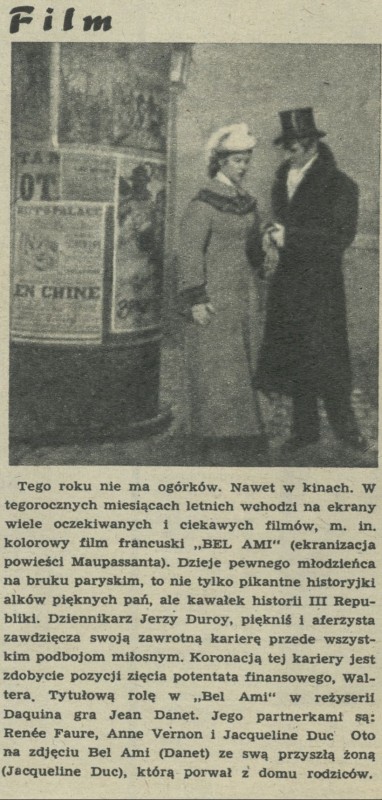 Film
TAN
OT
AUTO PALACE
EN CHINE
Tego roku nie ma ogórków. Nawet w kinach. W
tegorocznych miesiącach letnich wchodzi na ekrany
wiele oczekiwanych i ciekawych filmów, m. in.
kolorowy film francuski „BEL AMI” (ekranizacja
powieści Maupassanta). Dzieje pewnego młodzieńca
na bruku paryskim, to nie tylko pikantne historyjki
alków pięknych pań, ale kawałek historii III Repu-
bliki. Dziennikarz Jerzy Duroy, piękniś i aferzysta
zawdzięcza swoją zawrotną karierę przede wszyst-
kim podbojom miłosnym. Koronacją tej kariery jest
zdobycie pozycji zięcia potentata finansowego, Wal-
tera. Tytułową rolę w „Bel Ami” w reżyserii
Daquina gra Jean Danet. Jego partnerkami są:
Renée Faure, Anne Vernon i Jacqueline Duc Oto
na zdjęciu Bel Ami (Danet) ze swą przyszłą żoną
(Jacqueline Duc), którą porwał z domu rodziców.